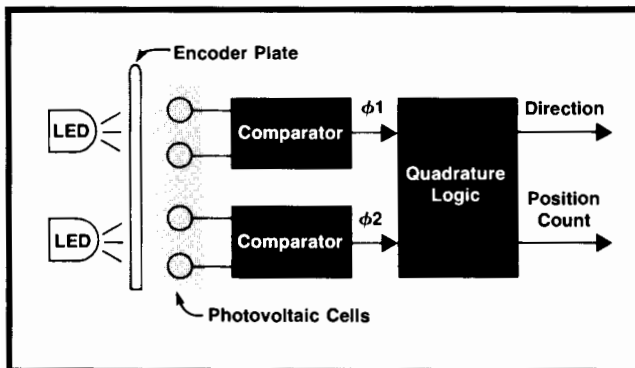 Encoder Plate
LED
Comparator
ϕ1
Direction
Quadrature
Logic
LED
Comparator
ϕ2
Position
Count
Photovoltaic Cells